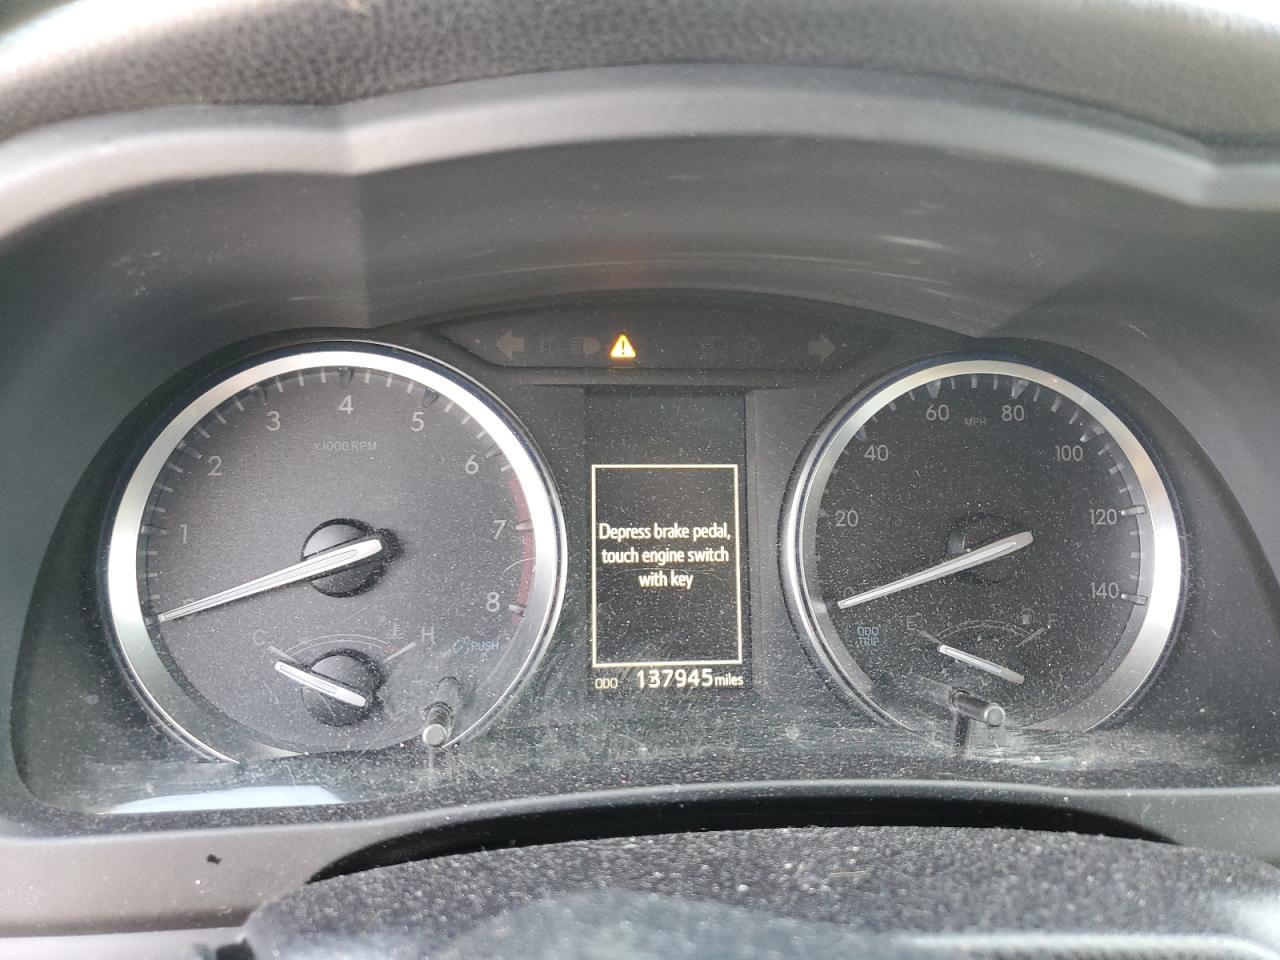 1
2
3
4
5
6
7
8
x1000 RPM
C
H
PUSH
Depress brake pedal,
touch engine switch
with key
ODO 137945 miles
0
20
40
60
80
100
120
140
MPH
ODO
TRIP
E
F